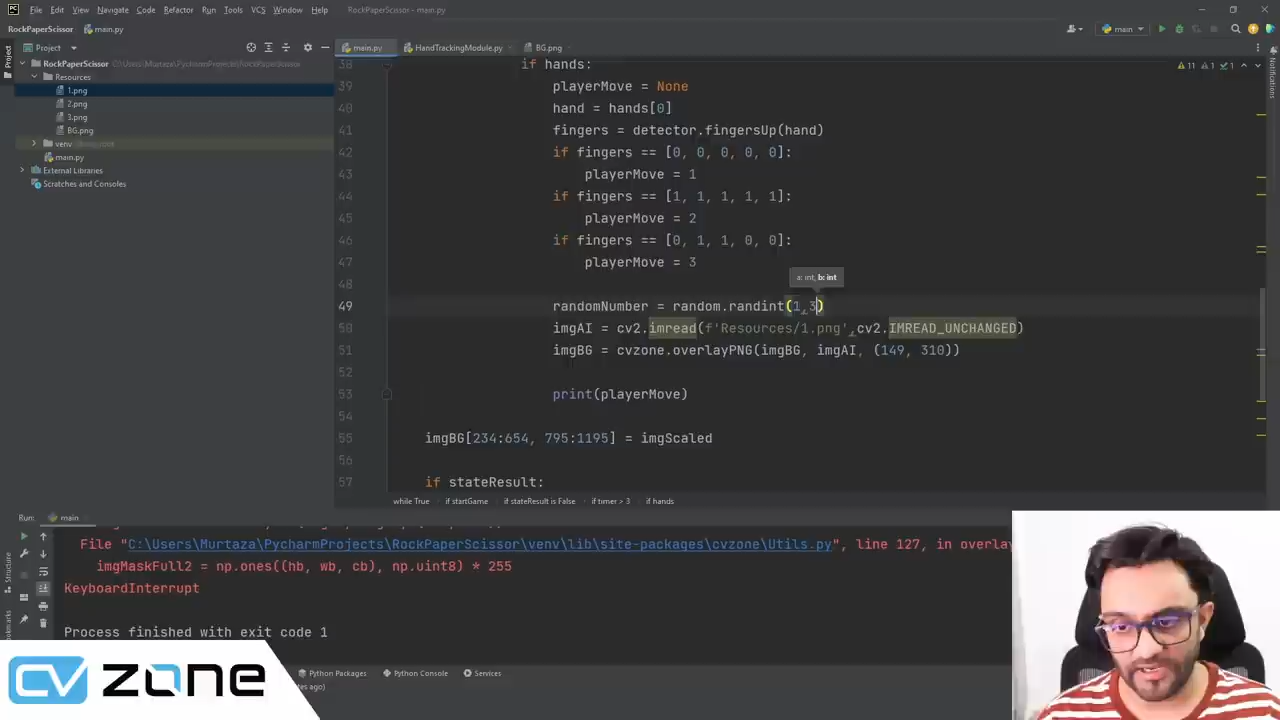 File Edit View Navigate Code Refactor Run Tools VCS Window Help
RockPaperScissor - main.py
RockPaperScissor main.py
main
Project
main.py HandTrackingModule.py BG.png
Project
RockPaperScissor C:\Users\Murtaza\PycharmProjects\RockPaperScissor
Resources
1.png
2.png
3.png
BG.png
venv
main.py
External Libraries
Scratches and Consoles
Notifications
11 1 1
38 if hands:
39 playerMove = None
40 hand = hands[0]
41 fingers = detector.fingersUp(hand)
42 if fingers == [0, 0, 0, 0, 0]:
43 playerMove = 1
44 if fingers == [1, 1, 1, 1, 1]:
45 playerMove = 2
46 if fingers == [0, 1, 1, 0, 0]:
47 playerMove = 3
a: int, b: int
48
49 randomNumber = random.randint(1,3)
50 imgAI = cv2.imread(f'Resources/1.png',cv2.IMREAD_UNCHANGED)
51 imgBG = cvzone.overlayPNG(imgBG, imgAI, (149, 310))
52
53 print(playerMove)
54
55 imgBG[234:654, 795:1195] = imgScaled
56
57 if stateResult:
while True if startGame if stateResult is False if timer > 3 if hands
Run: main
File "C:\Users\Murtaza\PycharmProjects\RockPaperScissor\venv\lib\site-packages\cvzone\Utils.py", line 127, in overlay
imgMaskFull2 = np.ones((hb, wb, cb), np.uint8) * 255
KeyboardInterrupt
Process finished with exit code 1
Structure
Python Packages Python Console Services
CV ZONE